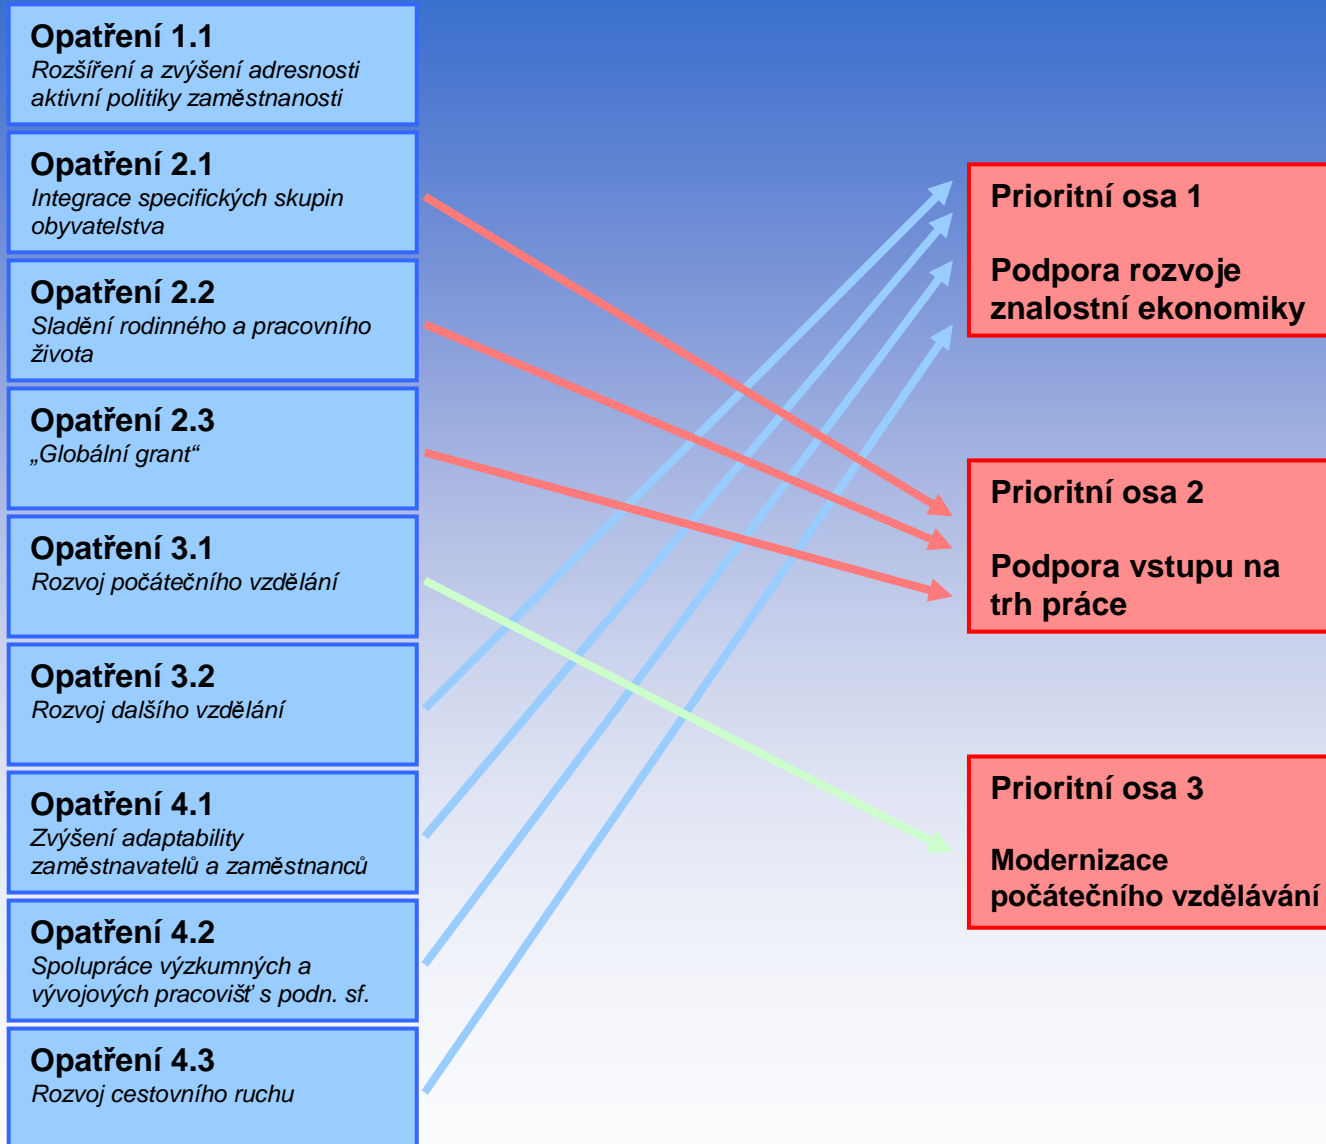 Opatření 1.1
Rozšíření a zvýšení adresnosti
aktivní politiky zaměstnanosti
Opatření 2.1
Integrace specifických skupin
obyvatelstva
Opatření 2.2
Sladění rodinného a pracovního
života
Opatření 2.3
„Globální grant“
Opatření 3.1
Rozvoj počátečního vzdělání
Opatření 3.2
Rozvoj dalšího vzdělání
Opatření 4.1
Zvýšení adaptability
zaměstnavatelů a zaměstnanců
Opatření 4.2
Spolupráce výzkumných a
vývojových pracovišť s podn. sf.
Opatření 4.3
Rozvoj cestovního ruchu
Prioritní osa 1
Podpora rozvoje
znalostní ekonomiky
Prioritní osa 2
Podpora vstupu na
trh práce
Prioritní osa 3
Modernizace
počátečního vzdělávání